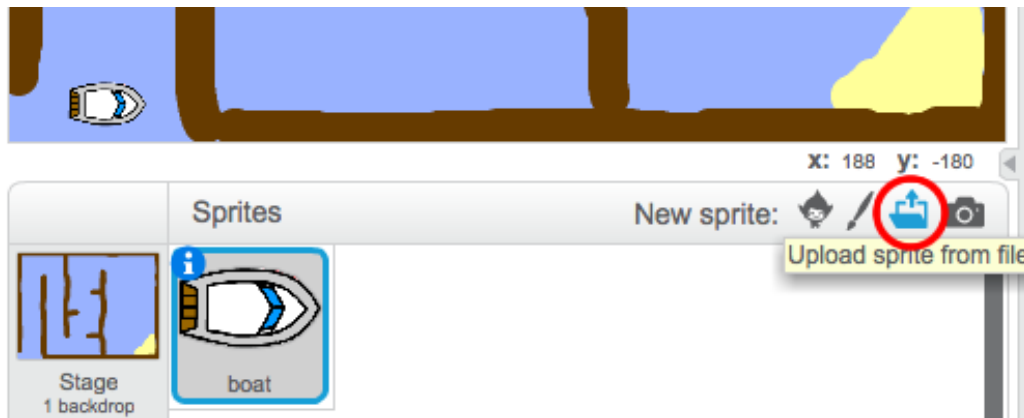 x: 188 y: -180
Sprites New sprite:
Upload sprite from file
i
Stage
1 backdrop
boat